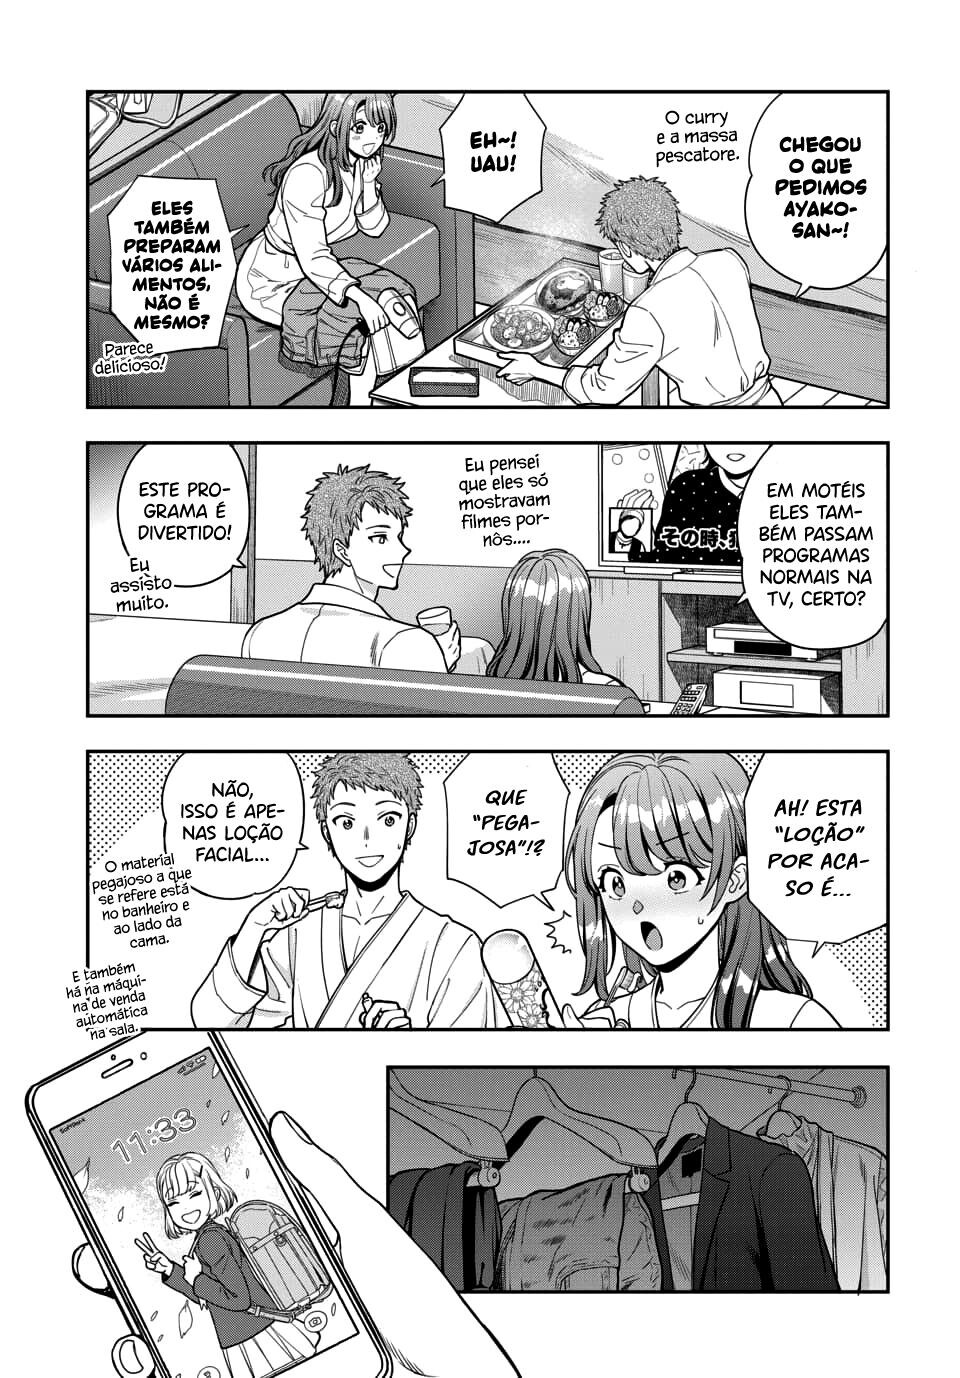 CHEGOU
O QUE
PEDIMOS
AYAKO-
SAN~!
O curry
e a massa
pescatore.
EH~!
UAU!
ELES
TAMBÉM
PREPARAM
VÁRIOS ALI-
MENTOS,
NÃO É
MESMO?
Parece
delicioso!
EM MOTÉIS
ELES TAM-
BÉM PASSAM
PROGRAMAS
NORMAIS NA
TV, CERTO?
その時、
Eu pensei
que eles só
mostravam
filmes por-
nôs....
ESTE PRO-
GRAMA É
DIVERTIDO!
Eu
assisto
muito.
AH! ESTA
"LOÇÃO"
POR ACA-
SO É...
QUE
"PEGA-
JOSA"!?
NÃO,
ISSO É APE-
NAS LOÇÃO
FACIAL...
O material
pegajoso a que
se refere está
no banheiro e
ao lado da
cama.
E também
há na máqui-
na de venda
automática
na sala.
11:33